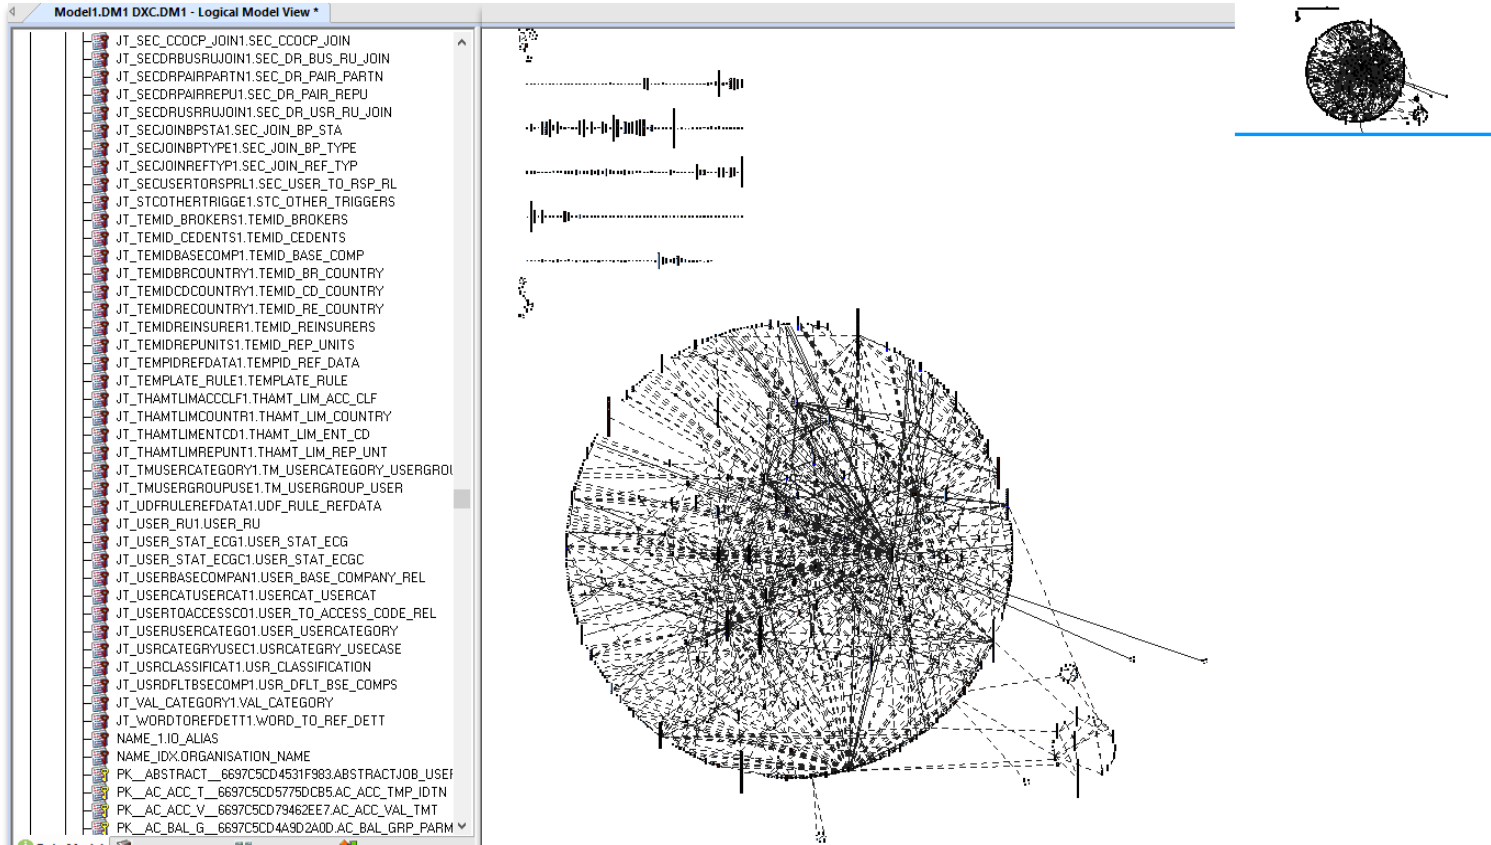 Model1.DM1 DXC.DM1 - Logical Model View *
JT_SEC_CCOCP_JOIN1.SEC_CCOCP_JOIN
JT_SECDRBUSRUJOIN1.SEC_DR_BUS_RU_JOIN
JT_SECDRPAIRPARTN1.SEC_DR_PAIR_PARTN
JT_SECDRPAIRREPU1.SEC_DR_PAIR_REPU
JT_SECDRUSRRUJOIN1.SEC_DR_USR_RU_JOIN
JT_SECJOINBPSTA1.SEC_JOIN_BP_STA
JT_SECJOINBPTYPE1.SEC_JOIN_BP_TYPE
JT_SECJOINREFTYP1.SEC_JOIN_REF_TYP
JT_SECUSERTORSPRL1.SEC_USER_TO_RSP_RL
JT_STCOTHERTRIGGE1.STC_OTHER_TRIGGERS
JT_TEMID_BROKERS1.TEMID_BROKERS
JT_TEMID_CEDENTS1.TEMID_CEDENTS
JT_TEMIDBASECOMP1.TEMID_BASE_COMP
JT_TEMIDBRCOUNTRY1.TEMID_BR_COUNTRY
JT_TEMIDCDCOUNTRY1.TEMID_CD_COUNTRY
JT_TEMIDRECOUNTRY1.TEMID_RE_COUNTRY
JT_TEMIDREINSURER1.TEMID_REINSURERS
JT_TEMIDREPUNITS1.TEMID_REP_UNITS
JT_TEMPIDREFDATA1.TEMPID_REF_DATA
JT_TEMPLATE_RULE1.TEMPLATE_RULE
JT_THAMTLIMACCCLF1.THAMT_LIM_ACC_CLF
JT_THAMTLIMCOUNTR1.THAMT_LIM_COUNTRY
JT_THAMTLIMENTCD1.THAMT_LIM_ENT_CD
JT_THAMTLIMREPUNT1.THAMT_LIM_REP_UNT
JT_TMUSERCATEGORY1.TM_USERCATEGORY_USERGROU
JT_TMUSERGROUPUSE1.TM_USERGROUP_USER
JT_UDFRULEREFDATA1.UDF_RULE_REFDATA
JT_USER_RU1.USER_RU
JT_USER_STAT_ECG1.USER_STAT_ECG
JT_USER_STAT_ECGC1.USER_STAT_ECGC
JT_USERBASECOMPAN1.USER_BASE_COMPANY_REL
JT_USERCATUSERCAT1.USERCAT_USERCAT
JT_USERTOACCESSCO1.USER_TO_ACCESS_CODE_REL
JT_USERUSERCATEGO1.USER_USERCATEGORY
JT_USRCATEGRYUSEC1.USRCATEGRY_USECASE
JT_USRCLASSIFICAT1.USR_CLASSIFICATION
JT_USRDFLTBSECOMP1.USR_DFLT_BSE_COMPS
JT_VAL_CATEGORY1.VAL_CATEGORY
JT_WORDTOREFDETT1.WORD_TO_REF_DETT
NAME_1.IO_ALIAS
NAME_IDX.ORGANISATION_NAME
PK__ABSTRACT__6697C5CD4531F983.ABSTRACTJOB_USEF
PK__AC_ACC_T__6697C5CD5775DCB5.AC_ACC_TMP_IDTN
PK__AC_ACC_V__6697C5CD79462EE7.AC_ACC_VAL_TMT
PK__AC_BAL_G__6697C5CD4A9D2A0D.AC_BAL_GRP_PARM